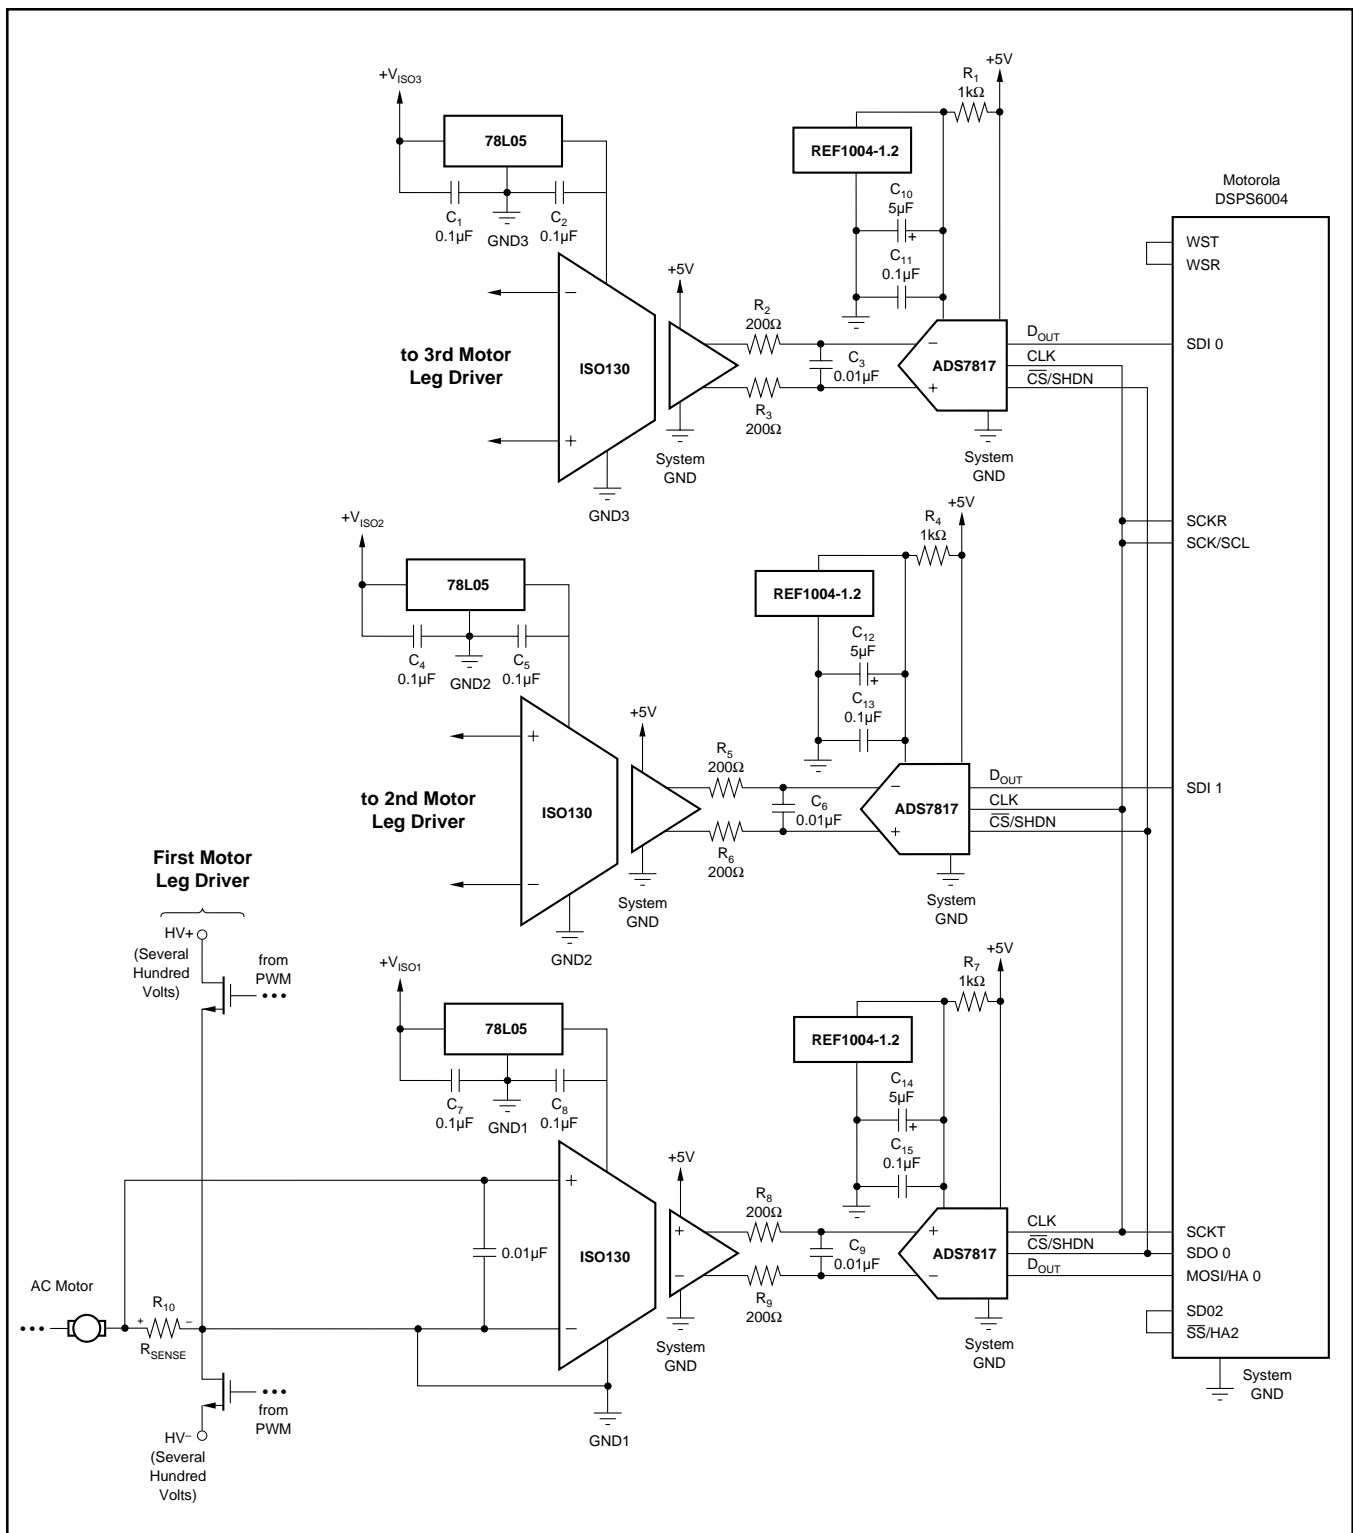 +VISO3
78L05
C1
0.1µF
GND3
C2
0.1µF
REF1004-1.2
R1
1kΩ
+5V
C10
5µF
+
C11
0.1µF
Motorola
DSPS6004
WST
WSR
to 3rd Motor
Leg Driver
–
+
ISO130
GND3
+5V
System
GND
R2
200Ω
R3
200Ω
C3
0.01µF
–
+
ADS7817
DOUT
CLK
CS/SHDN
System
GND
SDI 0
SCKR
SCK/SCL
+VISO2
78L05
C4
0.1µF
GND2
C5
0.1µF
REF1004-1.2
R4
1kΩ
+5V
C12
5µF
+
C13
0.1µF
to 2nd Motor
Leg Driver
+
–
ISO130
GND2
+5V
System
GND
R5
200Ω
R6
200Ω
C6
0.01µF
–
+
ADS7817
DOUT
CLK
CS/SHDN
System
GND
SDI 1
First Motor
Leg Driver
HV+
(Several
Hundred
Volts)
from
PWM
•••
+VISO1
78L05
C7
0.1µF
GND1
C8
0.1µF
REF1004-1.2
R7
1kΩ
+5V
C14
5µF
+
C15
0.1µF
0.01µF
+
–
ISO130
GND1
+5V
+
–
System
GND
R8
200Ω
R9
200Ω
C9
0.01µF
+
–
ADS7817
CLK
CS/SHDN
DOUT
System
GND
SCKT
SDO 0
MOSI/HA 0
SD02
SS/HA2
System
GND
AC Motor
•••
R10
+
–
RSENSE
•••
from
PWM
HV–
(Several
Hundred
Volts)